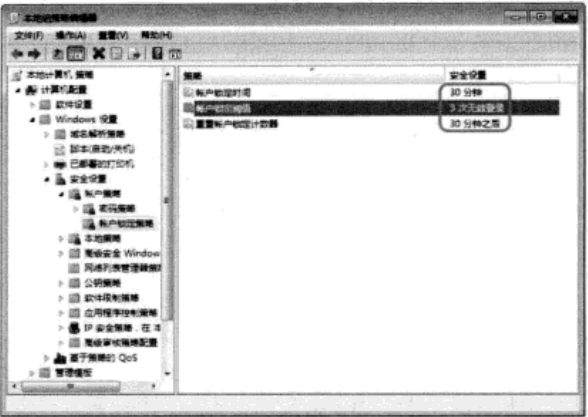 本地组策略编辑器
文件(F) 操作(A) 查看(V) 帮助(H)
本地计算机 策略
计算机配置
软件设置
Windows 设置
域名解析策略
脚本(启动/关机)
已部署的打印机
安全设置
帐户策略
密码策略
帐户锁定策略
本地策略
高级安全 Window
网络列表管理器策
公钥策略
软件限制策略
应用程序控制策略
IP 安全策略，在 本
高级审核策略配置
基于策略的 QoS
管理模板
策略 安全设置
帐户锁定时间 30 分钟
帐户锁定阈值 3 次无效登录
重置帐户锁定计数器 30 分钟之后